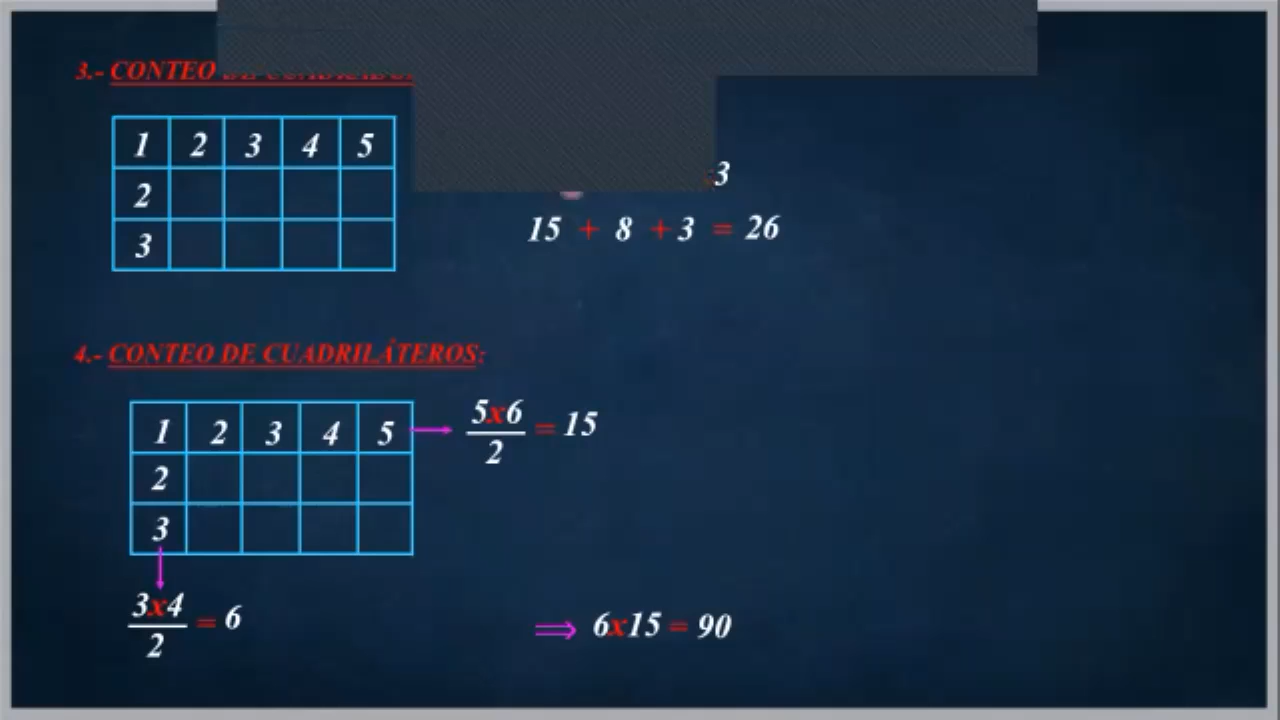 3.- CONTEO
1 2 3 4 5
2
3
3
15 + 8 + 3 = 26
4.- CONTEO DE CUADRILÁTEROS:
1 2 3 4 5
2
3
5x6
2
= 15
3x4
2
= 6
⇒ 6x15 = 90